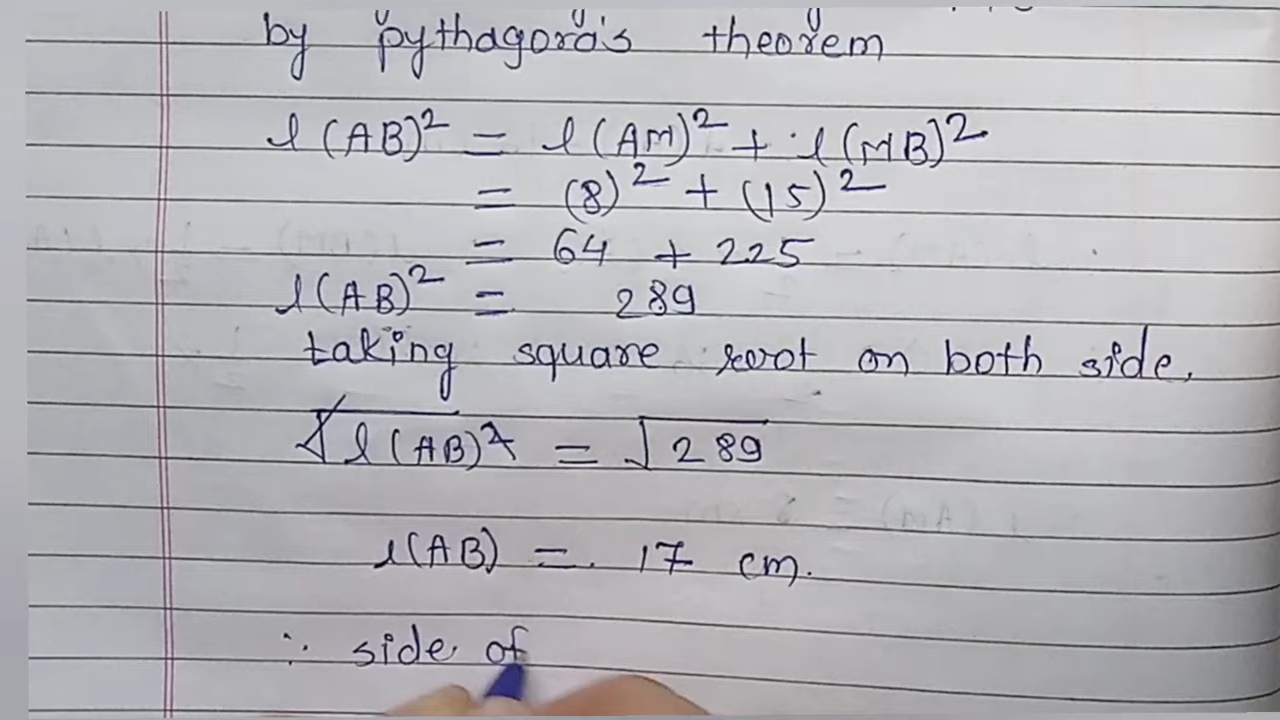 by pythagora's theorem
l(AB)² = l(AM)² + l(MB)²
= (8)² + (15)²
= 64 + 225
l(AB)² = 289
taking square root on both side.
√l(AB)² = √289
l(AB) = 17 cm.
∴ side of